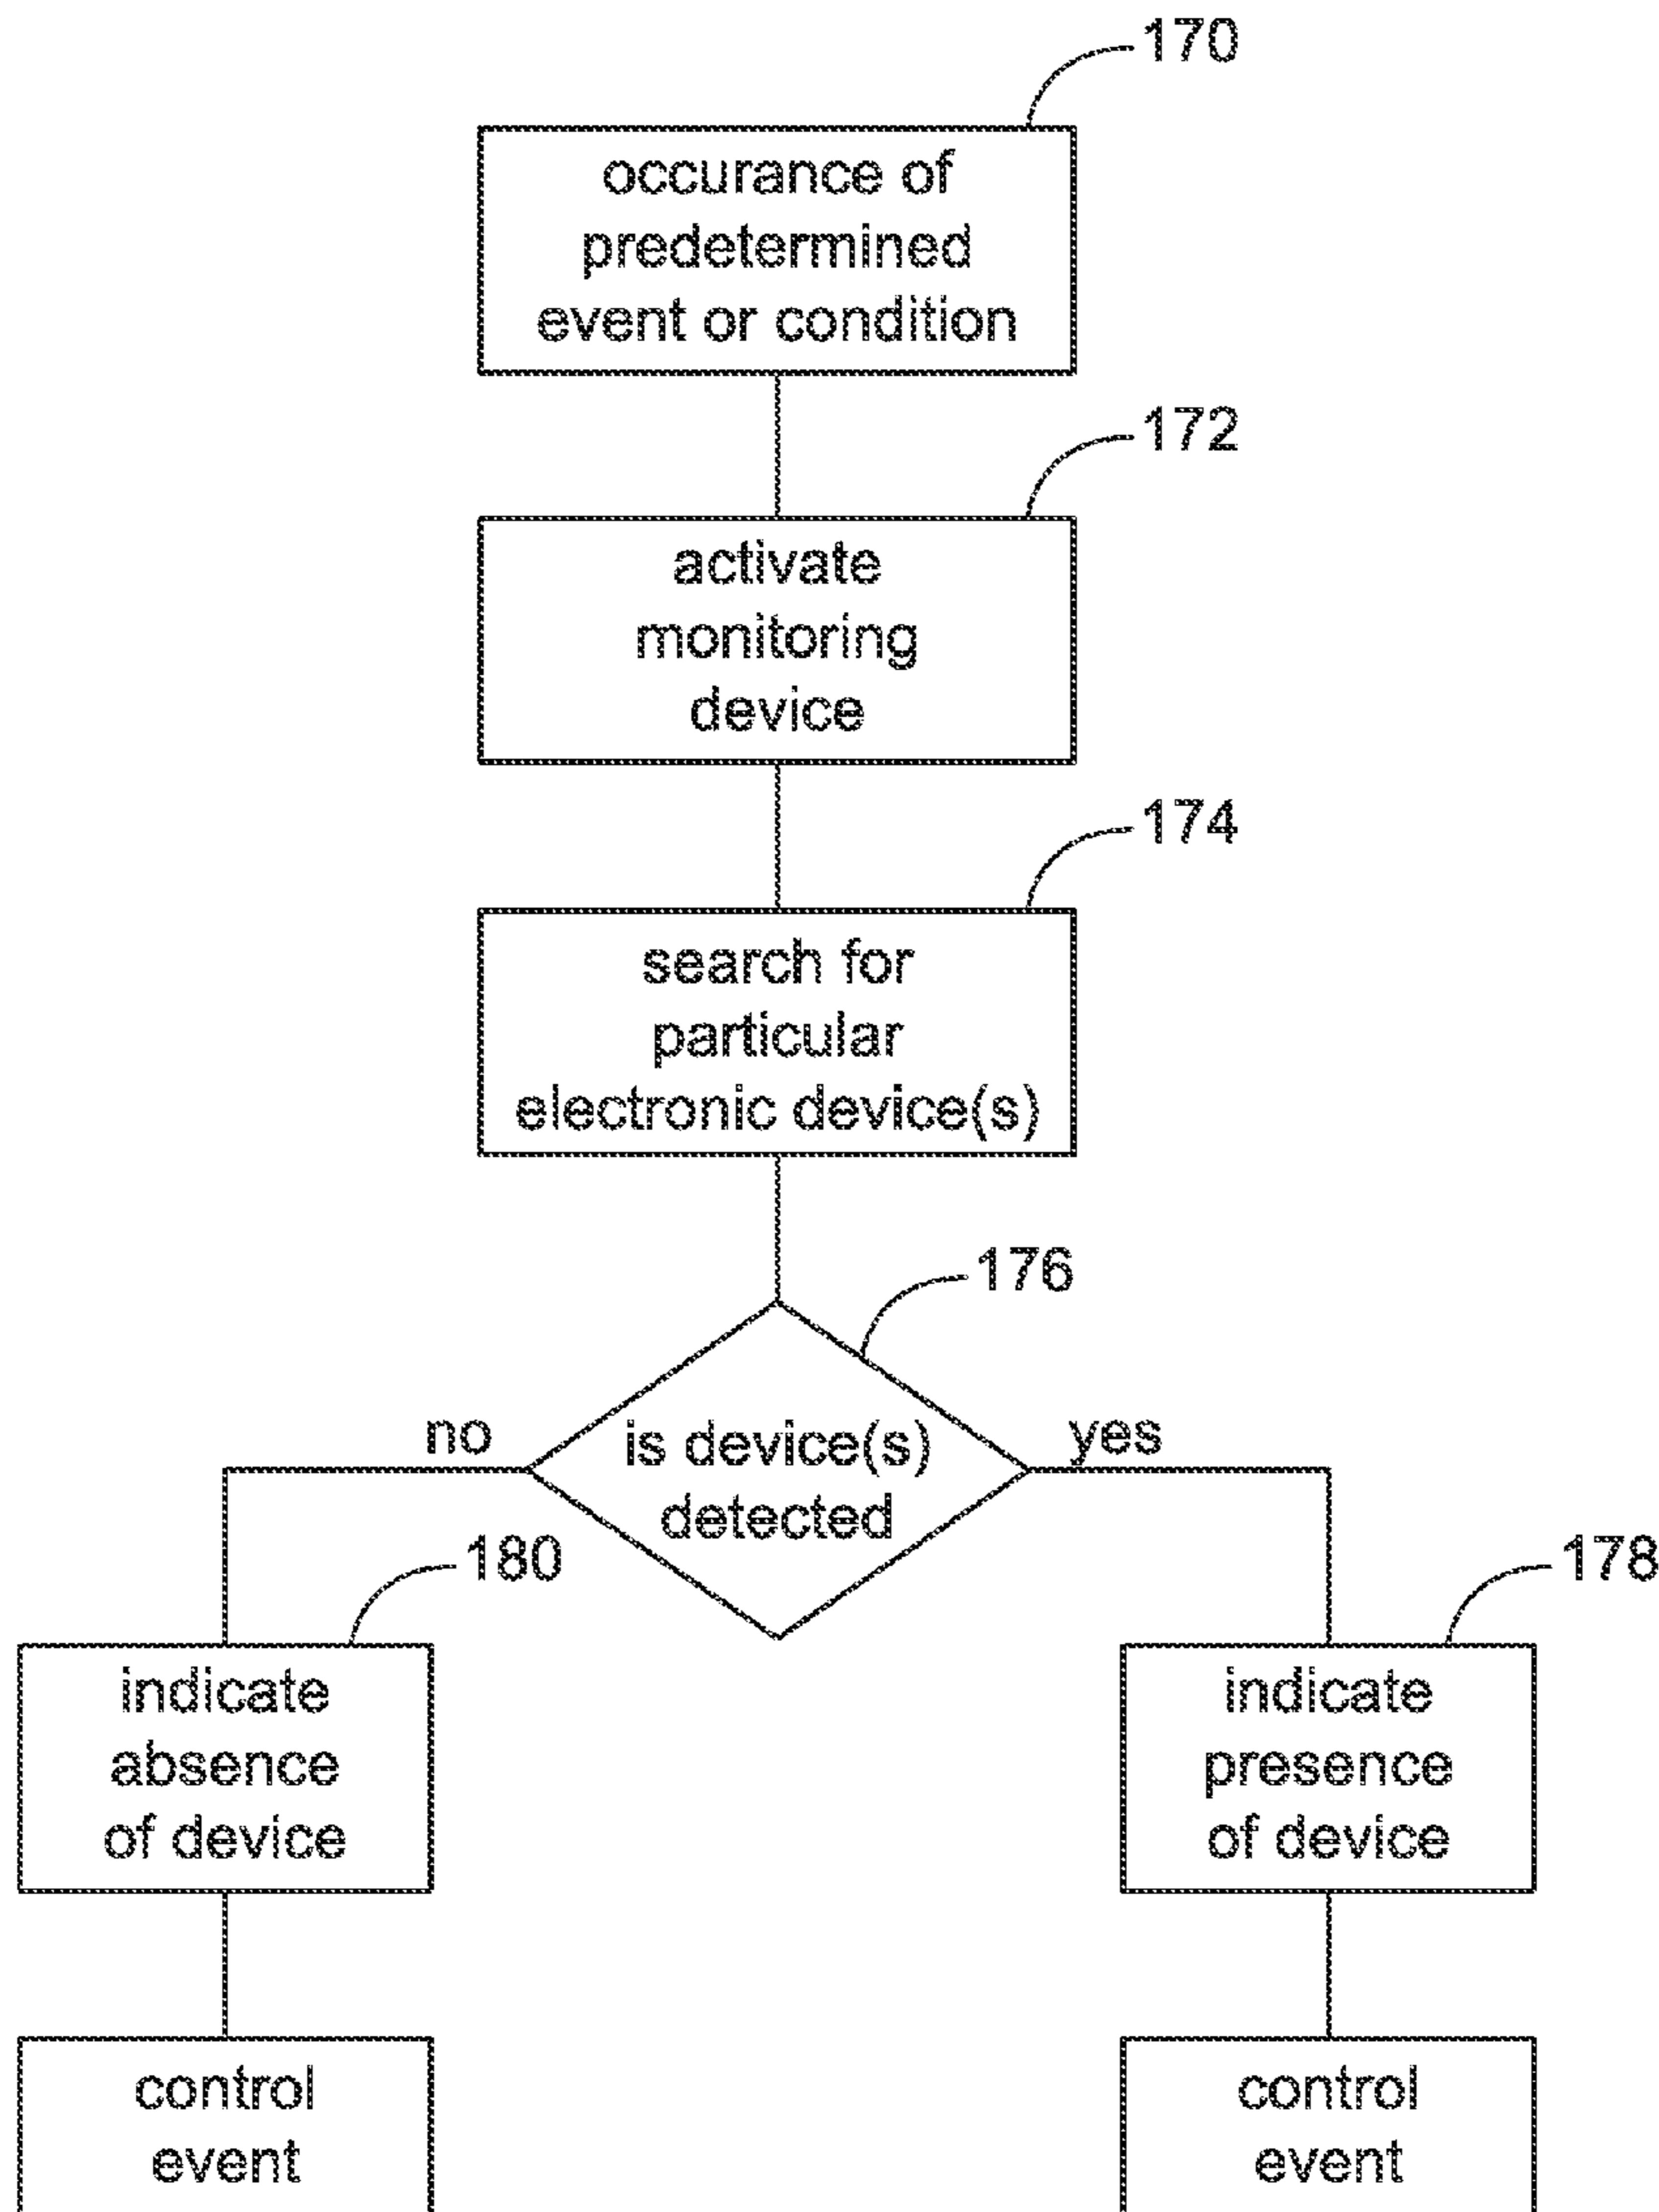 170
occurance of
predetermined
event or condition
172
activate
monitoring
device
174
search for
particular
electronic device(s)
176
is device(s)
detected
no
yes
180
indicate
absence
of device
178
indicate
presence
of device
control
event
control
event